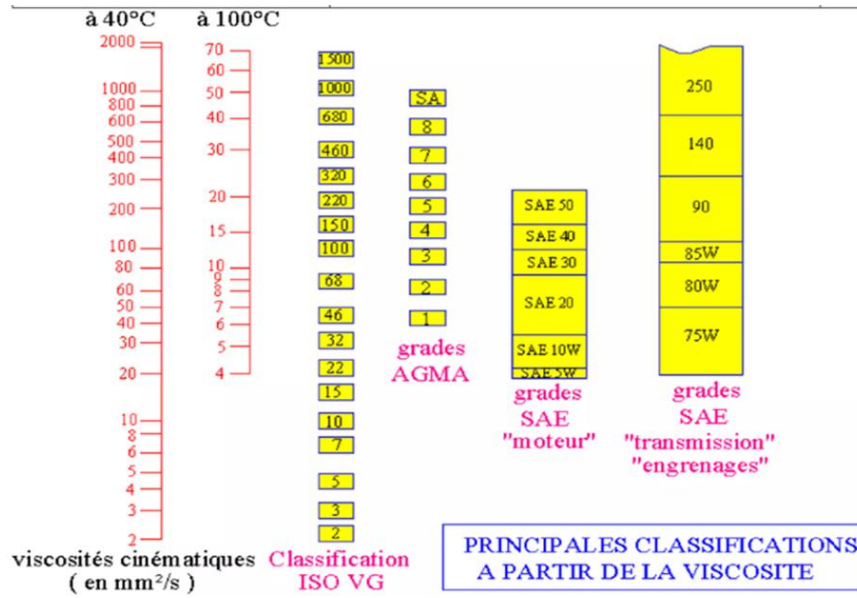 à 40°C
à 100°C
2000
1000
800
600
500
400
300
200
100
80
60
50
40
30
20
10
8
6
5
4
3
2
70
60
50
40
30
20
15
10
9
8
7
6
5
4
1500
1000
680
460
320
220
150
100
68
46
32
22
15
10
7
5
3
2
SA
8
7
6
5
4
3
2
1
grades
AGMA
SAE 50
SAE 40
SAE 30
SAE 20
SAE 10W
SAE 5W
grades
SAE
"moteur"
250
140
90
85W
80W
75W
grades
SAE
"transmission"
"engrenages"
viscosités cinématiques
( en mm²/s )
Classification
ISO VG
PRINCIPALES CLASSIFICATIONS
A PARTIR DE LA VISCOSITE